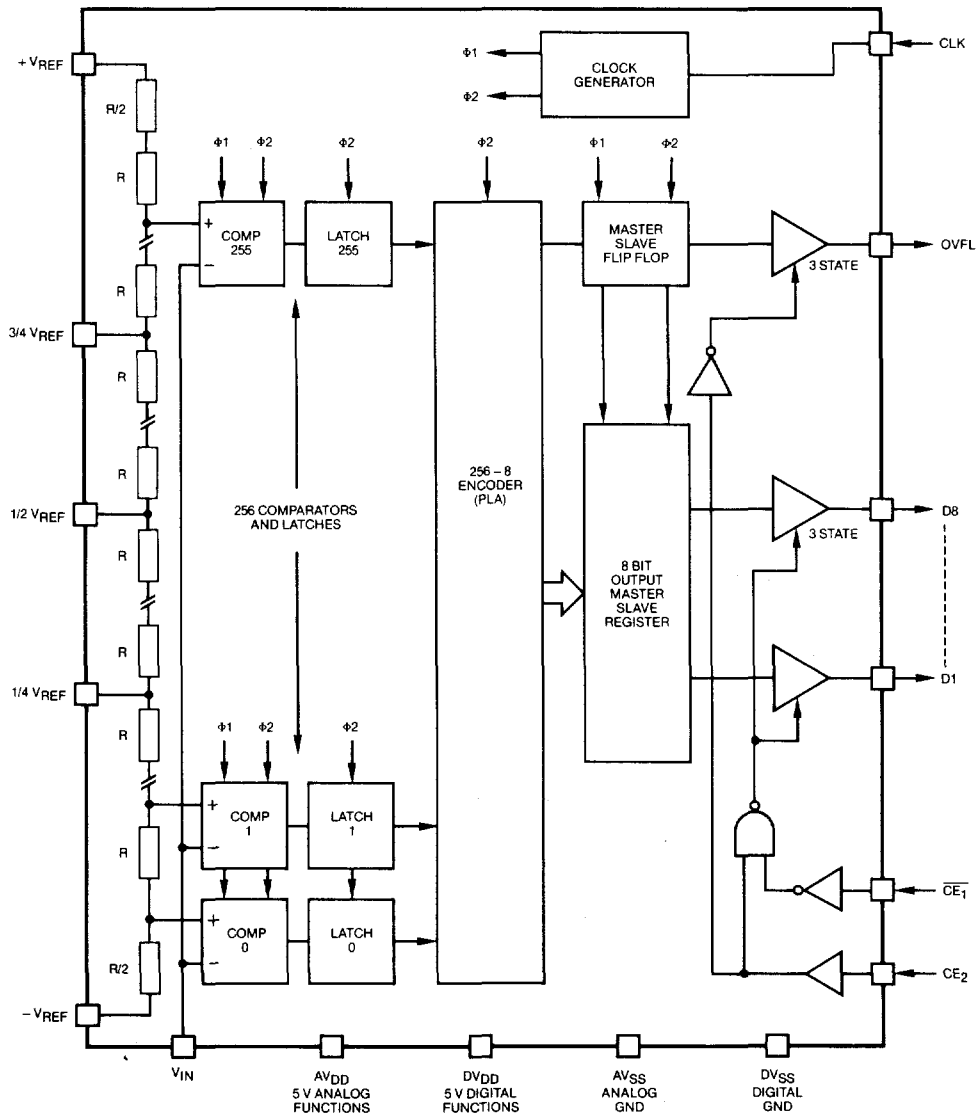 CLK
+ VREF
Φ1
Φ2
CLOCK
GENERATOR
R/2
R
Φ1 Φ2 Φ2 Φ2 Φ1 Φ2
+
−
COMP
255
LATCH
255
MASTER
SLAVE
FLIP FLOP
3 STATE
OVFL
R
3/4 VREF
R
R
256 COMPARATORS
AND LATCHES
256 – 8
ENCODER
(PLA)
1/2 VREF
3 STATE
D8
R
8 BIT
OUTPUT
MASTER
SLAVE
REGISTER
R
D1
1/4 VREF
R
Φ1 Φ2 Φ2
+
−
COMP
1
LATCH
1
R
CE1
+
−
COMP
0
LATCH
0
R/2
CE2
− VREF
VIN
AVDD
5 V ANALOG
FUNCTIONS
DVDD
5 V DIGITAL
FUNCTIONS
AVSS
ANALOG
GND
DVSS
DIGITAL
GND